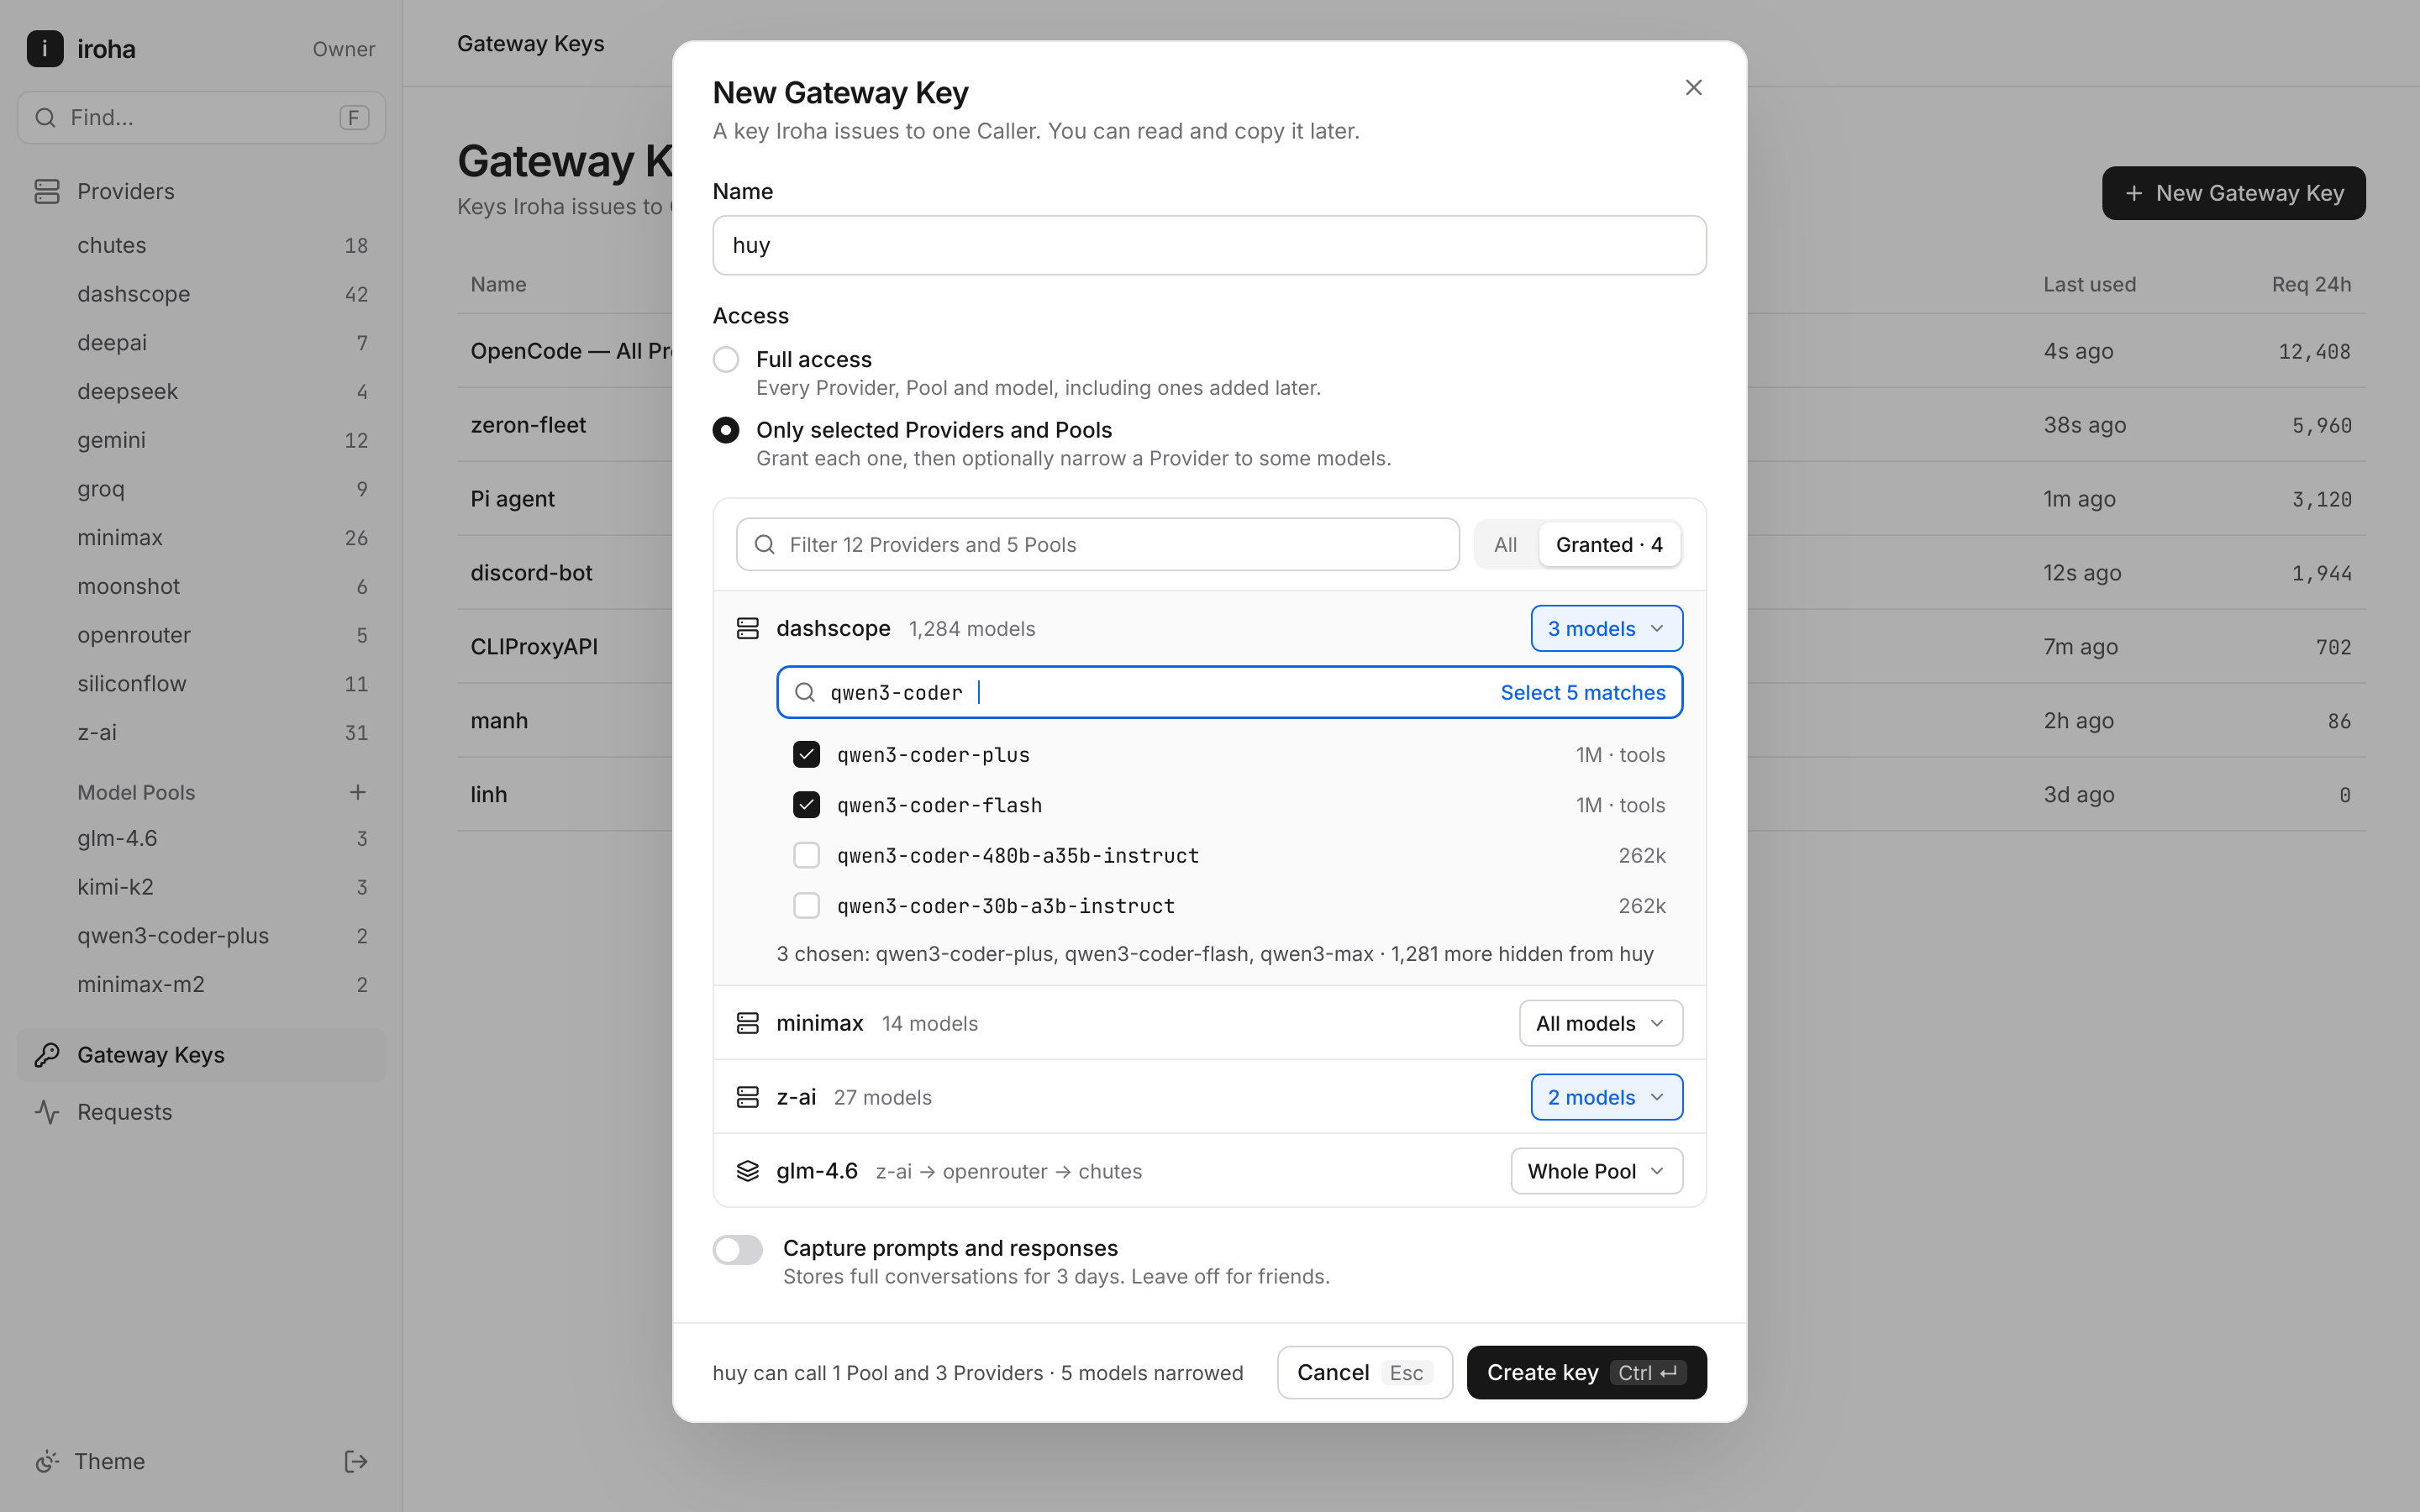 i iroha Owner
Find... F
Providers
chutes 18
dashscope 42
deepai 7
deepseek 4
gemini 12
groq 9
minimax 26
moonshot 6
openrouter 5
siliconflow 11
z-ai 31
Model Pools +
glm-4.6 3
kimi-k2 3
qwen3-coder-plus 2
minimax-m2 2
Gateway Keys
Requests
Theme
Gateway Keys
Gateway K
Keys Iroha issues to
+ New Gateway Key
Name Last used Req 24h
OpenCode — All Pr 4s ago 12,408
zeron-fleet 38s ago 5,960
Pi agent 1m ago 3,120
discord-bot 12s ago 1,944
CLIProxyAPI 7m ago 702
manh 2h ago 86
linh 3d ago 0
New Gateway Key
A key Iroha issues to one Caller. You can read and copy it later.
Name
huy
Access
Full access
Every Provider, Pool and model, including ones added later.
Only selected Providers and Pools
Grant each one, then optionally narrow a Provider to some models.
Filter 12 Providers and 5 Pools All Granted · 4
dashscope 1,284 models 3 models
qwen3-coder Select 5 matches
qwen3-coder-plus 1M · tools
qwen3-coder-flash 1M · tools
qwen3-coder-480b-a35b-instruct 262k
qwen3-coder-30b-a3b-instruct 262k
3 chosen: qwen3-coder-plus, qwen3-coder-flash, qwen3-max · 1,281 more hidden from huy
minimax 14 models All models
z-ai 27 models 2 models
glm-4.6 z-ai → openrouter → chutes Whole Pool
Capture prompts and responses
Stores full conversations for 3 days. Leave off for friends.
huy can call 1 Pool and 3 Providers · 5 models narrowed Cancel Esc Create key Ctrl ↵